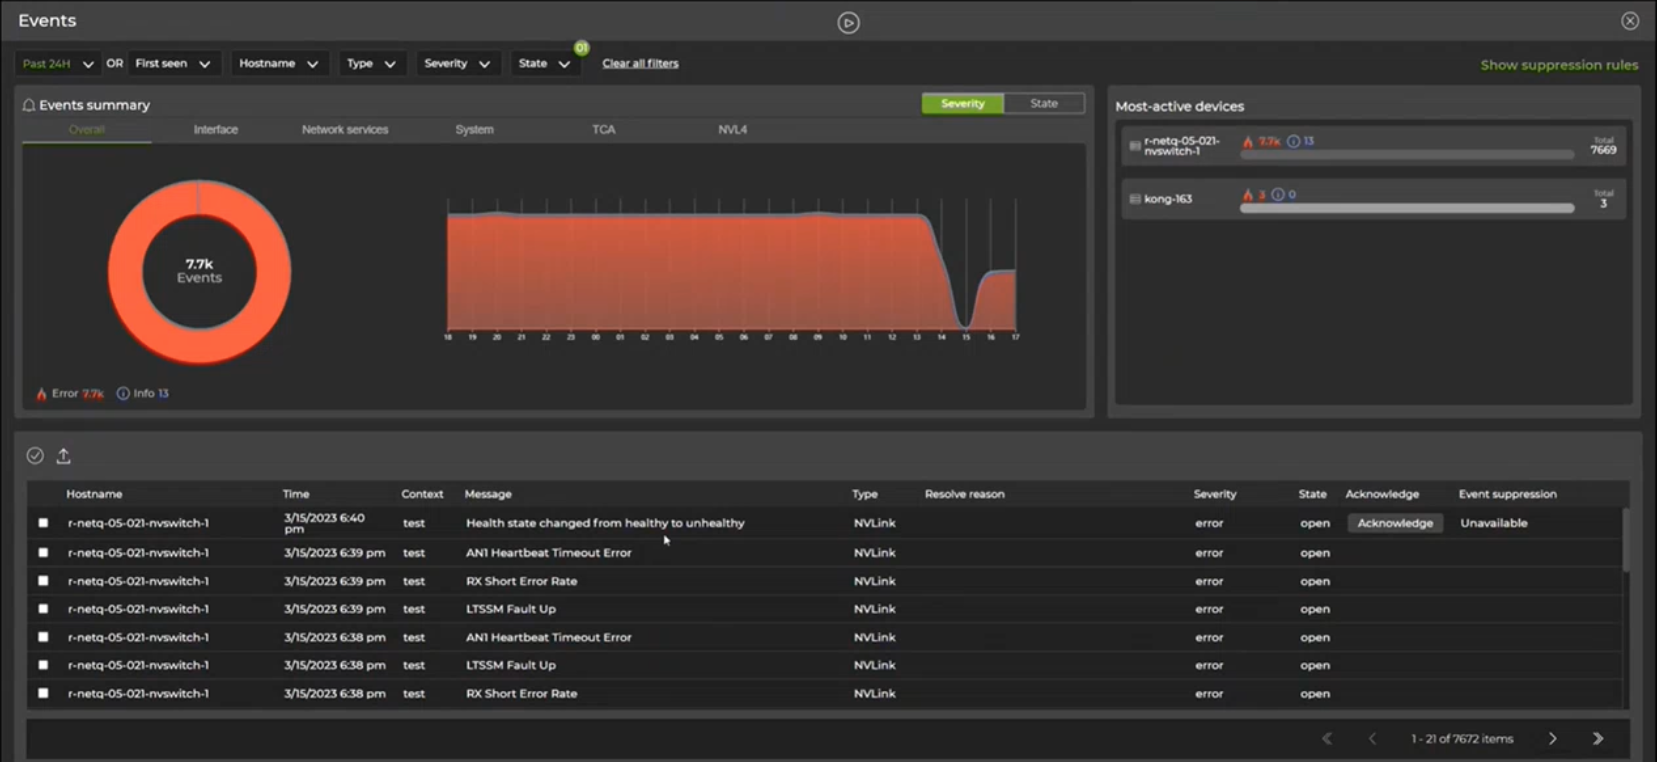 Events
Past 24H OR First seen Hostname Type Severity State 01 Clear all filters
Show suppression rules
Events summary
Severity State
Overall Interface Network services System TCA NVL4
7.7k
Events
18 19 20 21 22 23 00 01 02 03 04 05 06 07 08 09 10 11 12 13 14 15 16 17
Error 7.7k Info 13
Most-active devices
r-netq-05-021-
nvswitch-1
7.7k 13
Total
7669
kong-163
3 0
Total
3
Hostname Time Context Message Type Resolve reason Severity State Acknowledge Event suppression
r-netq-05-021-nvswitch-1 3/15/2023 6:40
pm
test Health state changed from healthy to unhealthy NVLink error open Acknowledge Unavailable
r-netq-05-021-nvswitch-1 3/15/2023 6:39 pm test AN1 Heartbeat Timeout Error NVLink error open
r-netq-05-021-nvswitch-1 3/15/2023 6:39 pm test RX Short Error Rate NVLink error open
r-netq-05-021-nvswitch-1 3/15/2023 6:39 pm test LTSSM Fault Up NVLink error open
r-netq-05-021-nvswitch-1 3/15/2023 6:38 pm test AN1 Heartbeat Timeout Error NVLink error open
r-netq-05-021-nvswitch-1 3/15/2023 6:38 pm test LTSSM Fault Up NVLink error open
r-netq-05-021-nvswitch-1 3/15/2023 6:38 pm test RX Short Error Rate NVLink error open
1 - 21 of 7672 items